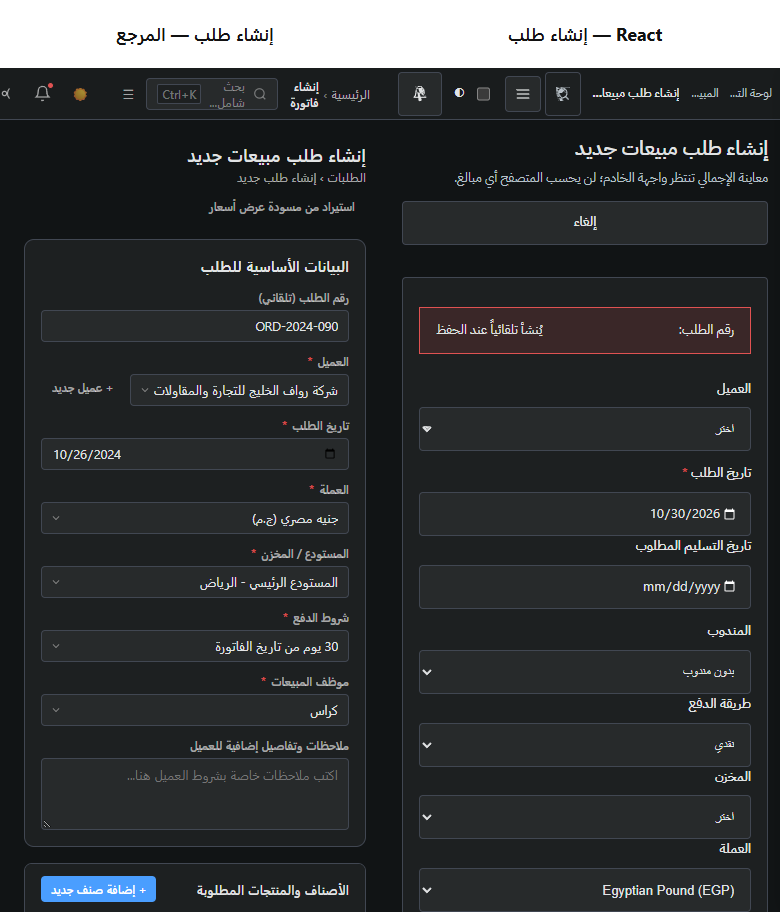 React — إنشاء طلب
لوحة الت... المبيـ... إنشاء طلب مبيعات...
إنشاء طلب مبيعات جديد
معاينة الإجمالي تنتظر واجهة الخادم؛ لن يحسب المتصفح أي مبالغ.
إلغاء
رقم الطلب: يُنشأ تلقائياً عند الحفظ
العميل
اختر
تاريخ الطلب *
10/30/2026
تاريخ التسليم المطلوب
mm/dd/yyyy
المندوب
بدون مندوب
طريقة الدفع
نقدي
المخزن
اختر
العملة
Egyptian Pound (EGP)
إنشاء طلب — المرجع
الرئيسية › إنشاء
فاتورة
بحث
شامل...
Ctrl+K
إنشاء طلب مبيعات جديد
الطلبات › إنشاء طلب جديد
استيراد من مسودة عرض أسعار
البيانات الأساسية للطلب
رقم الطلب (تلقائي)
ORD-2024-090
العميل *
شركة رواف الخليج للتجارة والمقاولات
+ عميل جديد
تاريخ الطلب *
10/26/2024
العملة *
جنيه مصري (ج.م)
المستودع / المخزن *
المستودع الرئيسي - الرياض
شروط الدفع *
30 يوم من تاريخ الفاتورة
موظف المبيعات *
كراس
ملاحظات وتفاصيل إضافية للعميل
اكتب ملاحظات خاصة بشروط العميل هنا...
الأصناف والمنتجات المطلوبة
+ إضافة صنف جديد